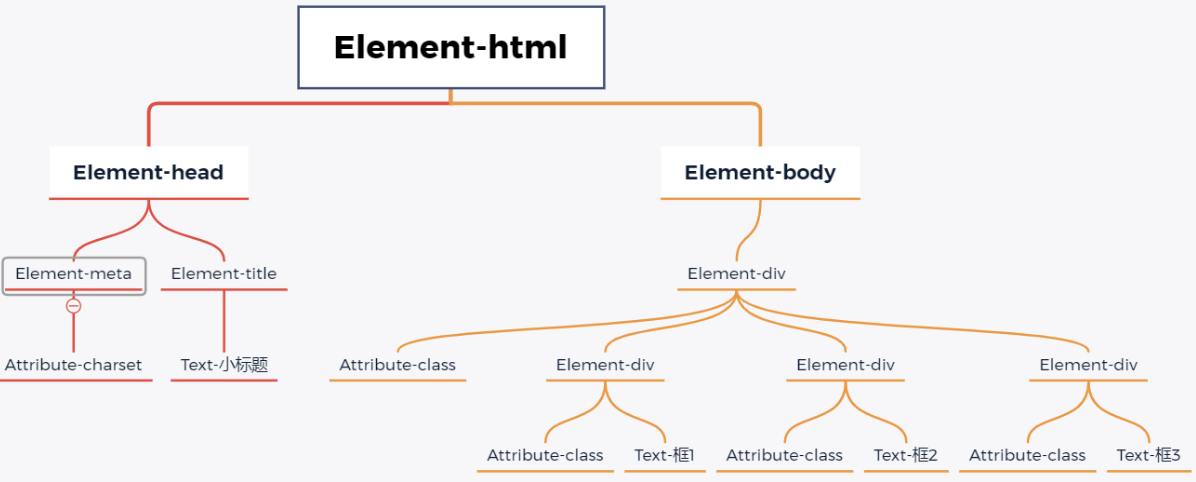 Element-html
Element-head
Element-body
Element-meta
Element-title
Element-div
Attribute-charset
Text-小标题
Attribute-class
Element-div
Element-div
Element-div
Attribute-class
Text-框1
Attribute-class
Text-框2
Attribute-class
Text-框3